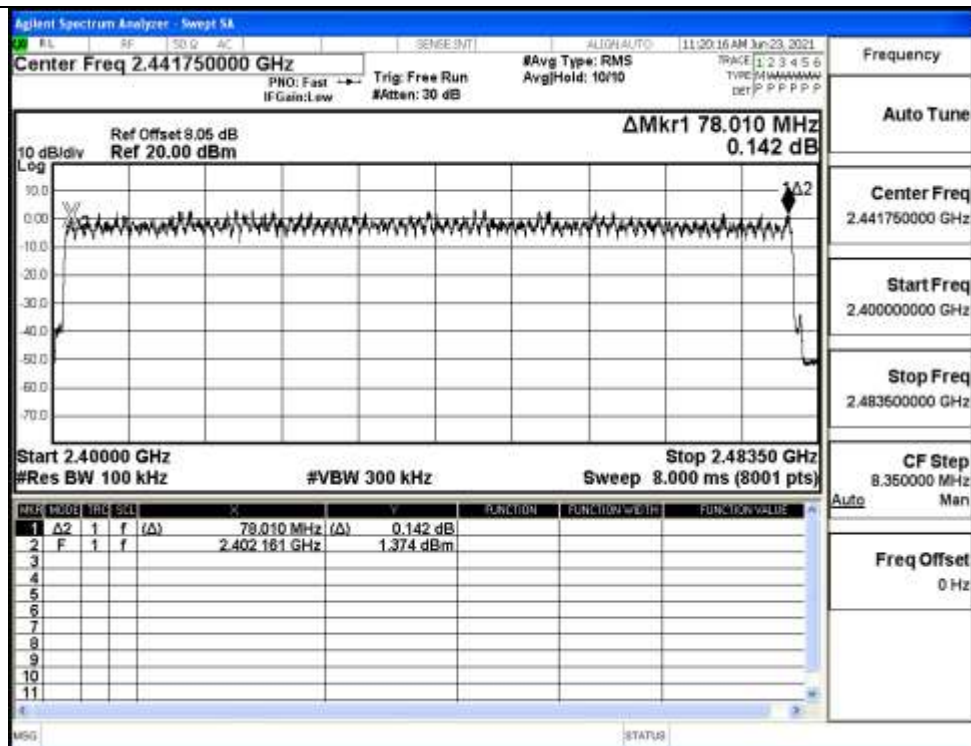 Agilent Spectrum Analyzer - Swept SA
RL RF 50 Ω AC SENSE:INT ALIGN AUTO 11:20:16 AM Jun 23, 2021
Center Freq 2.441750000 GHz
PNO: Fast
IFGain:Low
Trig: Free Run
#Atten: 30 dB
#Avg Type: RMS
Avg|Hold: 10/10
TRACE 1 2 3 4 5 6
TYPE M W W W W W
DET P P P P P P
Ref Offset 8.05 dB
Ref 20.00 dBm
10 dB/div
Log
ΔMkr1 78.010 MHz
0.142 dB
10.0
0.00
-10.0
-20.0
-30.0
-40.0
-50.0
-60.0
-70.0
1Δ2
Start 2.40000 GHz
Stop 2.48350 GHz
#Res BW 100 kHz
#VBW 300 kHz
Sweep 8.000 ms (8001 pts)
MKR MODE TRC SCL X Y FUNCTION FUNCTION WIDTH FUNCTION VALUE
1 Δ2 1 f (Δ) 78.010 MHz (Δ) 0.142 dB
2 F 1 f 2.402 161 GHz 1.374 dBm
3
4
5
6
7
8
9
10
11
MSG
STATUS
Frequency
Auto Tune
Center Freq
2.441750000 GHz
Start Freq
2.400000000 GHz
Stop Freq
2.483500000 GHz
CF Step
8.350000 MHz
Auto Man
Freq Offset
0 Hz